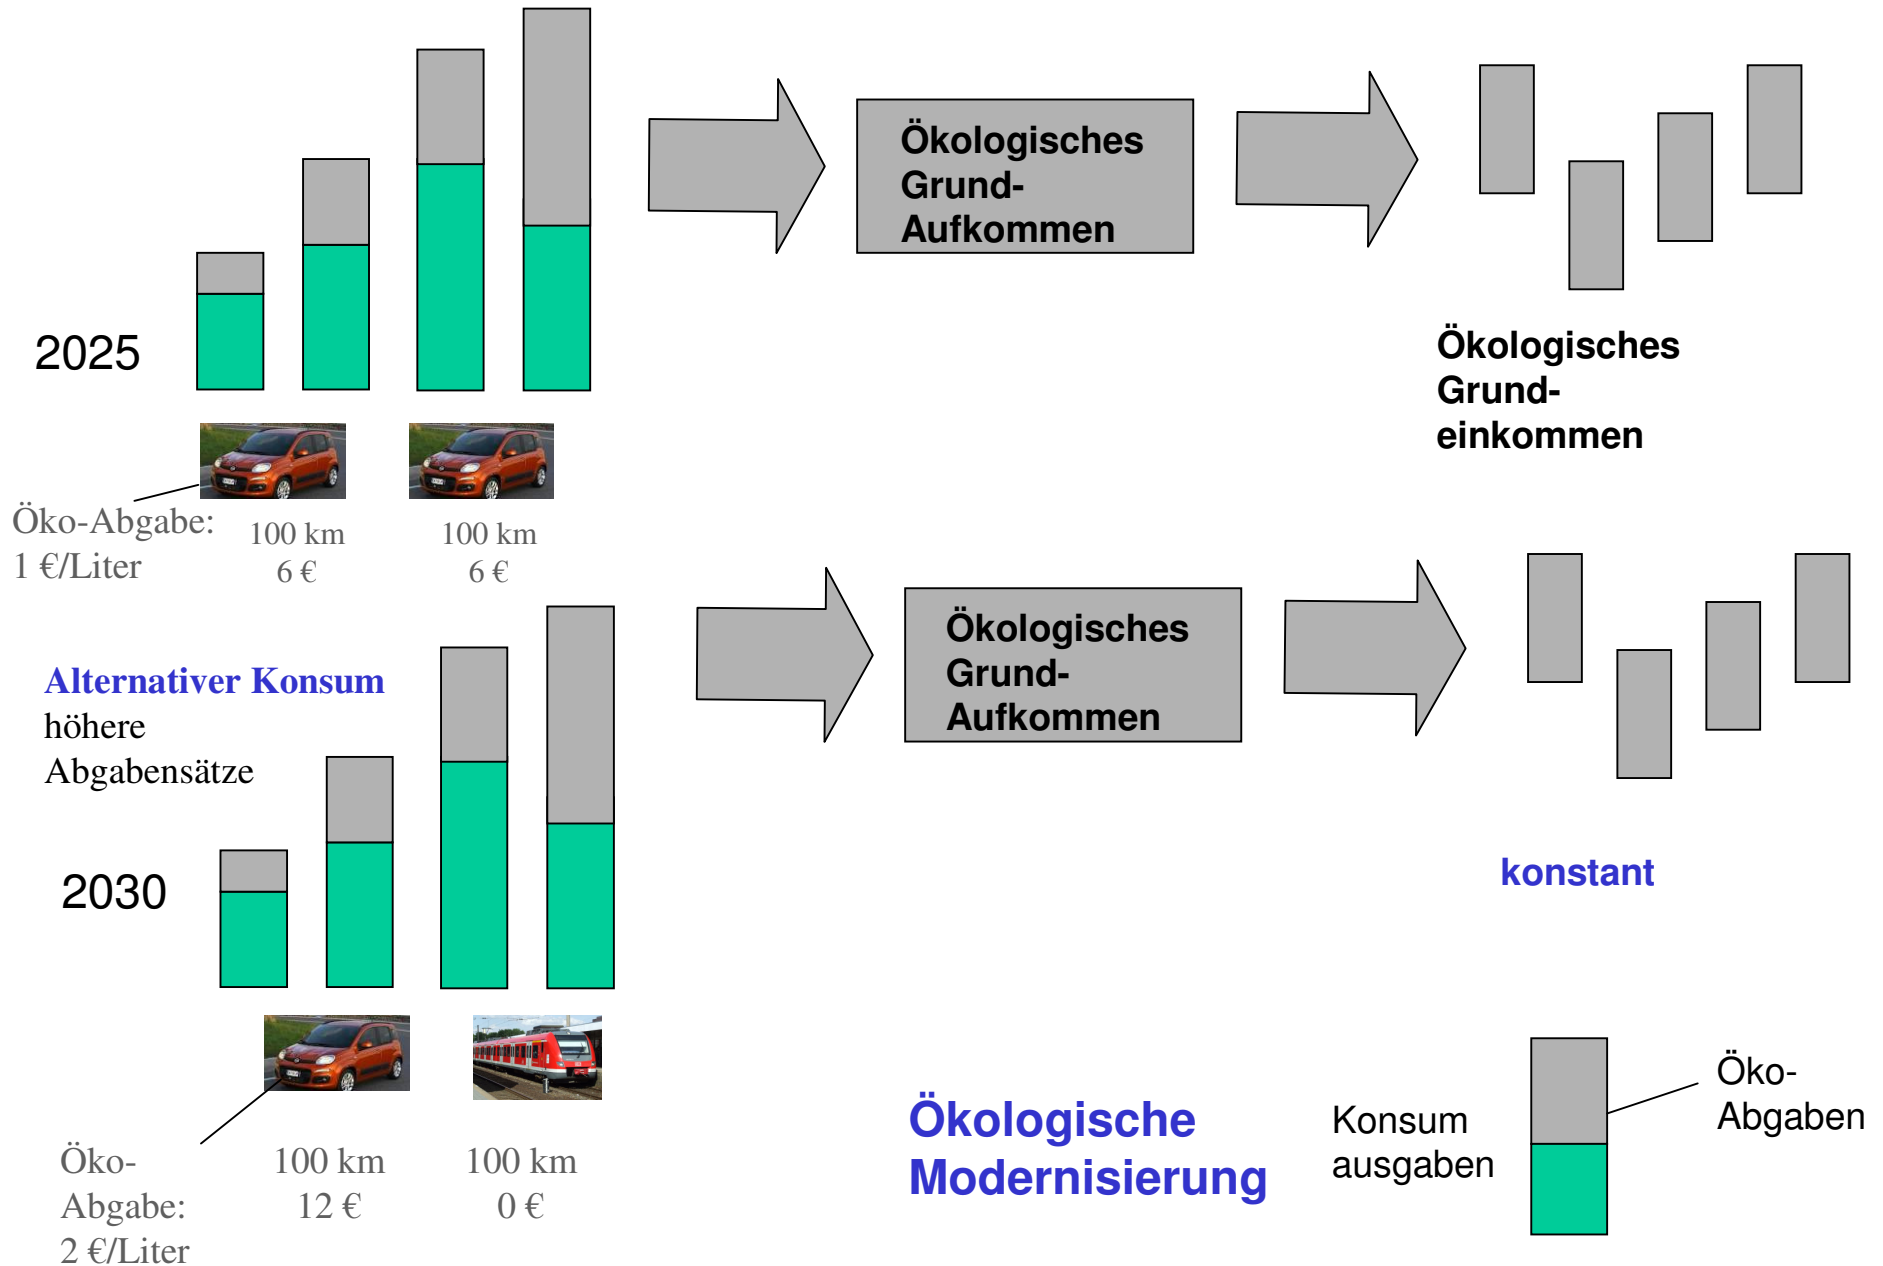 Ökologisches
Grund-
Aufkommen
2025
Ökologisches
Grund-
einkommen
Öko-Abgabe:
1 €/Liter
100 km
6 €
100 km
6 €
Alternativer Konsum
höhere
Abgabensätze
Ökologisches
Grund-
Aufkommen
2030
konstant
Öko-
Abgabe:
2 €/Liter
100 km
12 €
100 km
0 €
Ökologische
Modernisierung
Konsum
ausgaben
Öko-
Abgaben